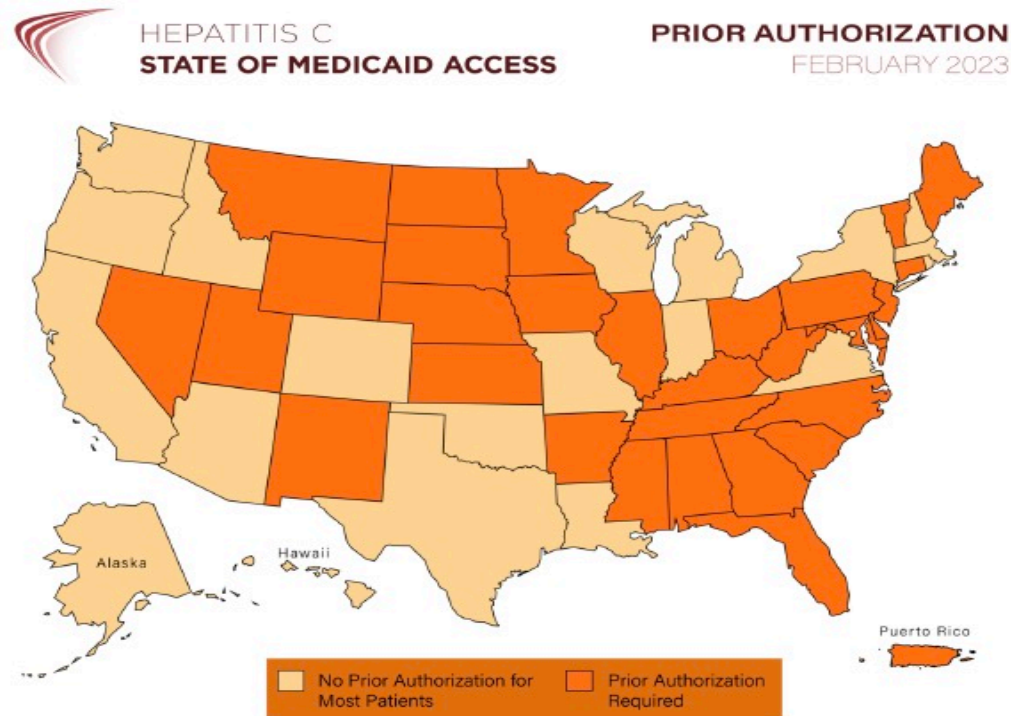 HEPATITIS C
STATE OF MEDICAID ACCESS
PRIOR AUTHORIZATION
FEBRUARY 2023
Alaska
Hawaii
Puerto Rico
No Prior Authorization for
Most Patients
Prior Authorization
Required